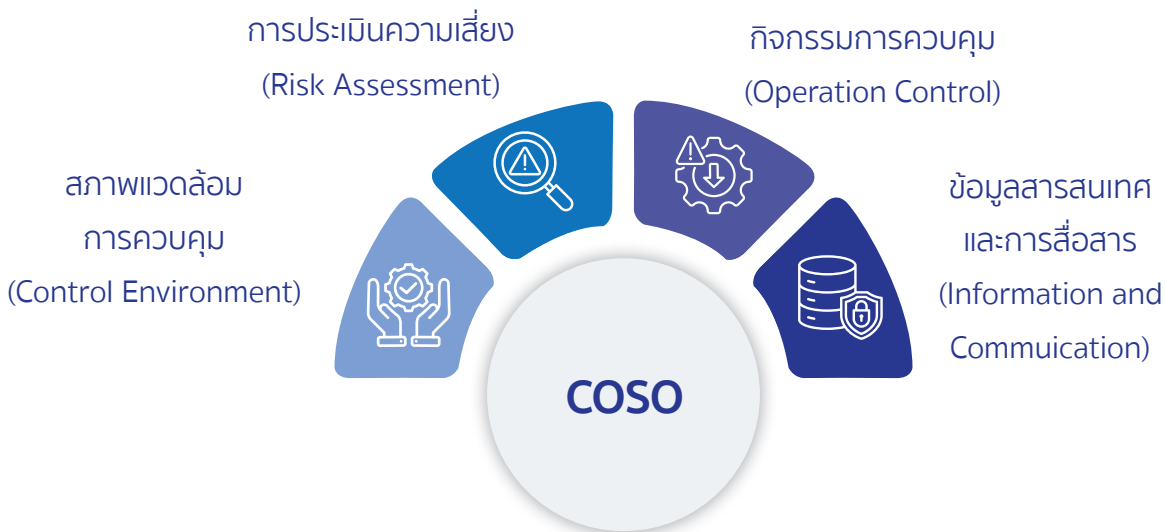 การประเมินความเสี่ยง
(Risk Assessment)
กิจกรรมการควบคุม
(Operation Control)
สภาพแวดล้อม
การควบคุม
(Control Environment)
ข้อมูลสารสนเทศ
และการสื่อสาร
(Information and
Commuication)
COSO